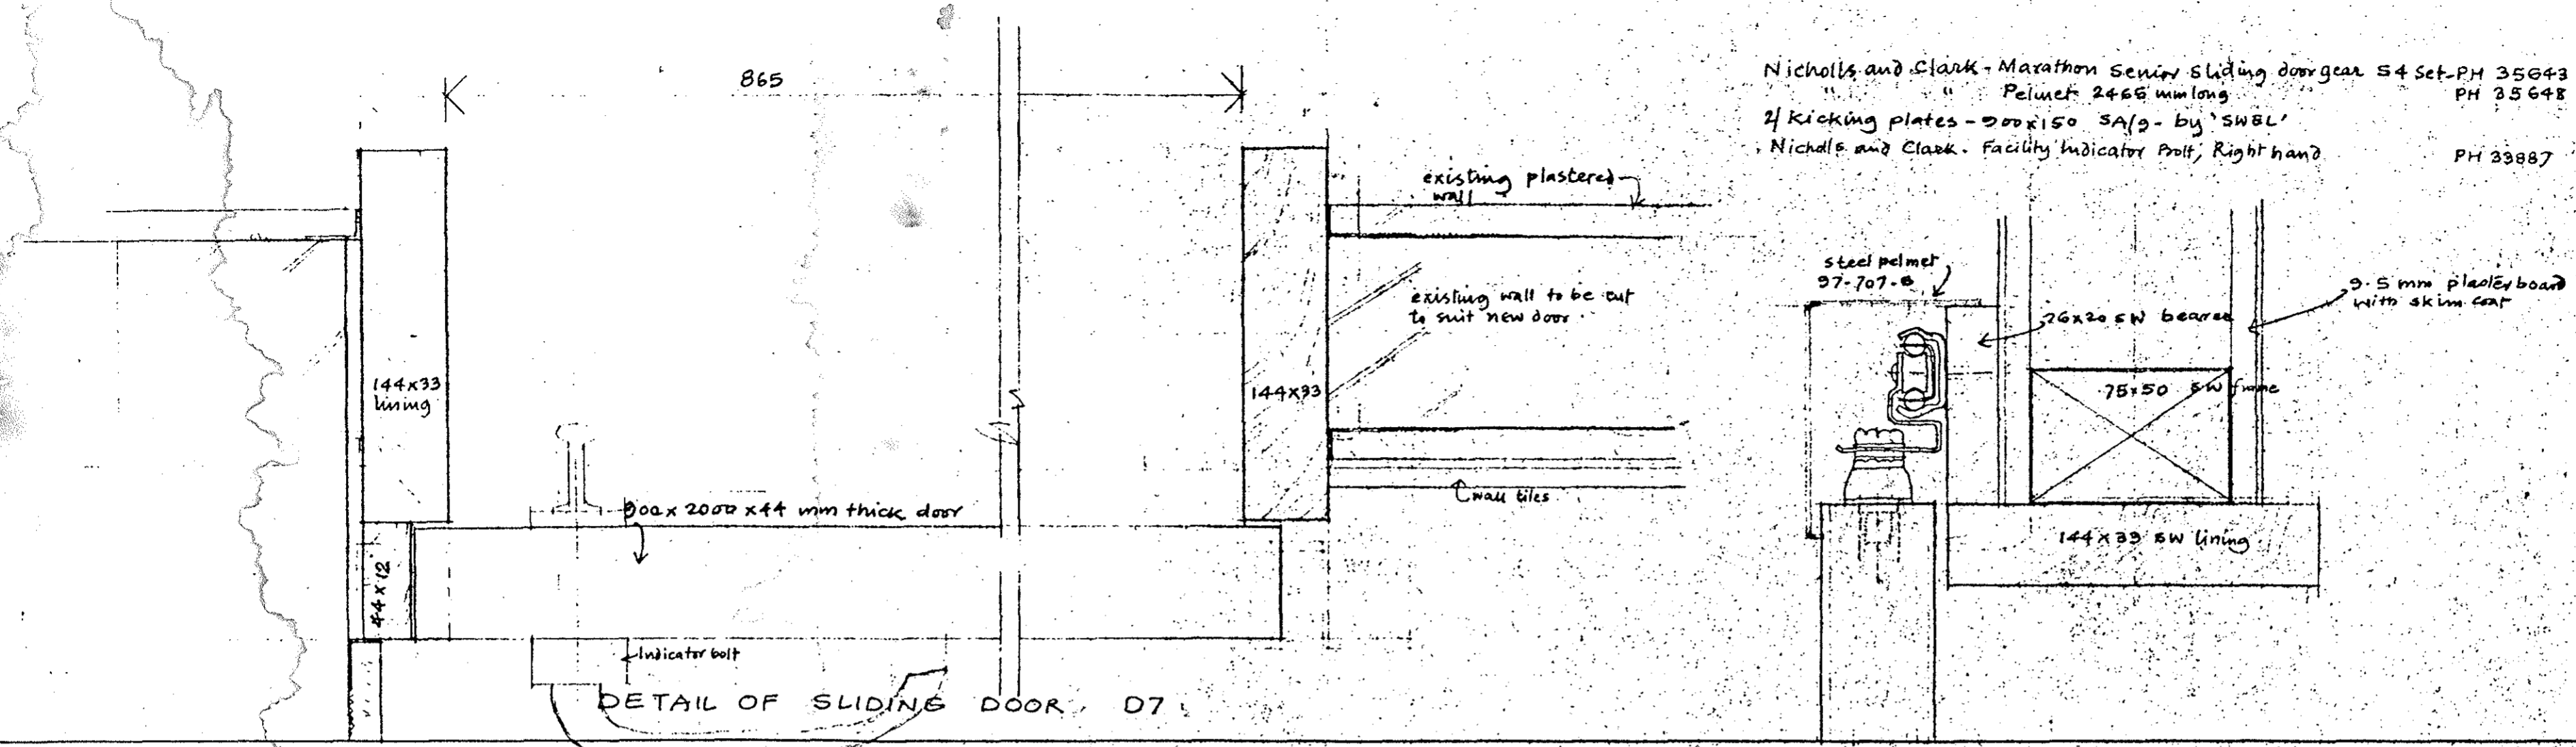 865
Nicholls and Clark - Marathon Senior Sliding door gear S4 Set - PH 35643
" " Pelmet 2466 mm long PH 35648
2/ Kicking plates - 900x150 SA/9 - by 'SWEL'
Nicholls and Clark. Facility Indicator Bolt, Right hand PH 33887
existing plastered
wall
existing wall to be cut
to suit new door.
steel pelmet
97-707-8
9.5 mm plasterboard
with skim coat
26x20 SW bearer
75x50 SW frame
144x33
lining
144x33
wall tiles
900 x 2000 x 44 mm thick door
144 x 33 SW lining
44x12
Indicator bolt
DETAIL OF SLIDING DOOR. D7